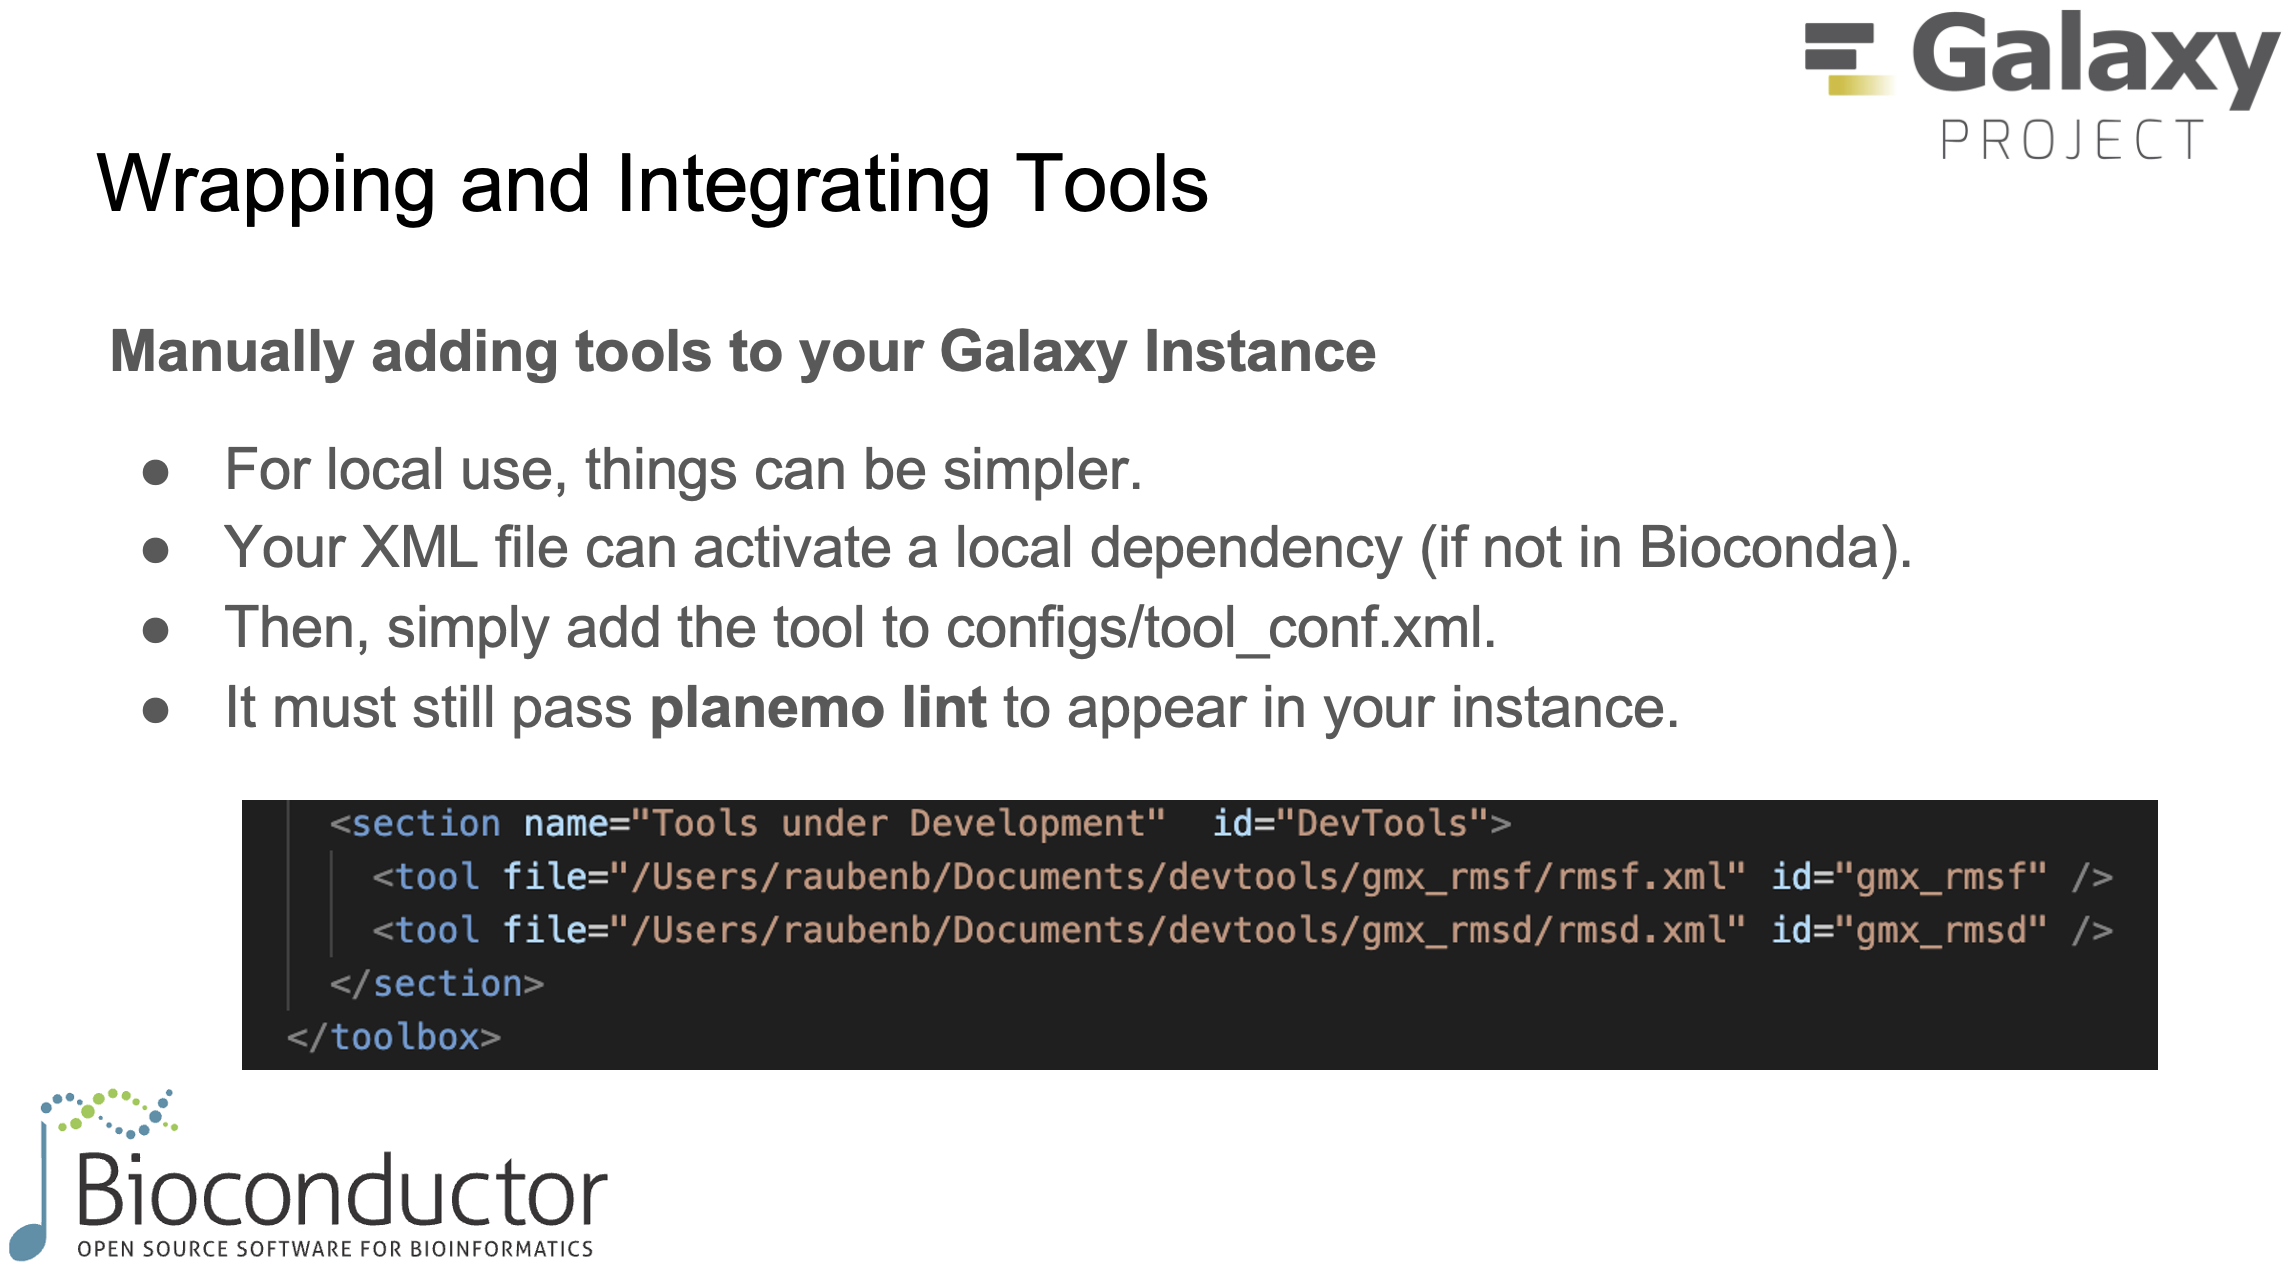 Galaxy
PROJECT
Wrapping and Integrating Tools
Manually adding tools to your Galaxy Instance
● For local use, things can be simpler.
● Your XML file can activate a local dependency (if not in Bioconda).
● Then, simply add the tool to configs/tool_conf.xml.
● It must still pass planemo lint to appear in your instance.
<section name="Tools under Development"  id="DevTools">
<tool file="/Users/raubenb/Documents/devtools/gmx_rmsf/rmsf.xml" id="gmx_rmsf" />
<tool file="/Users/raubenb/Documents/devtools/gmx_rmsd/rmsd.xml" id="gmx_rmsd" />
</section>
</toolbox>
Bioconductor
OPEN SOURCE SOFTWARE FOR BIOINFORMATICS